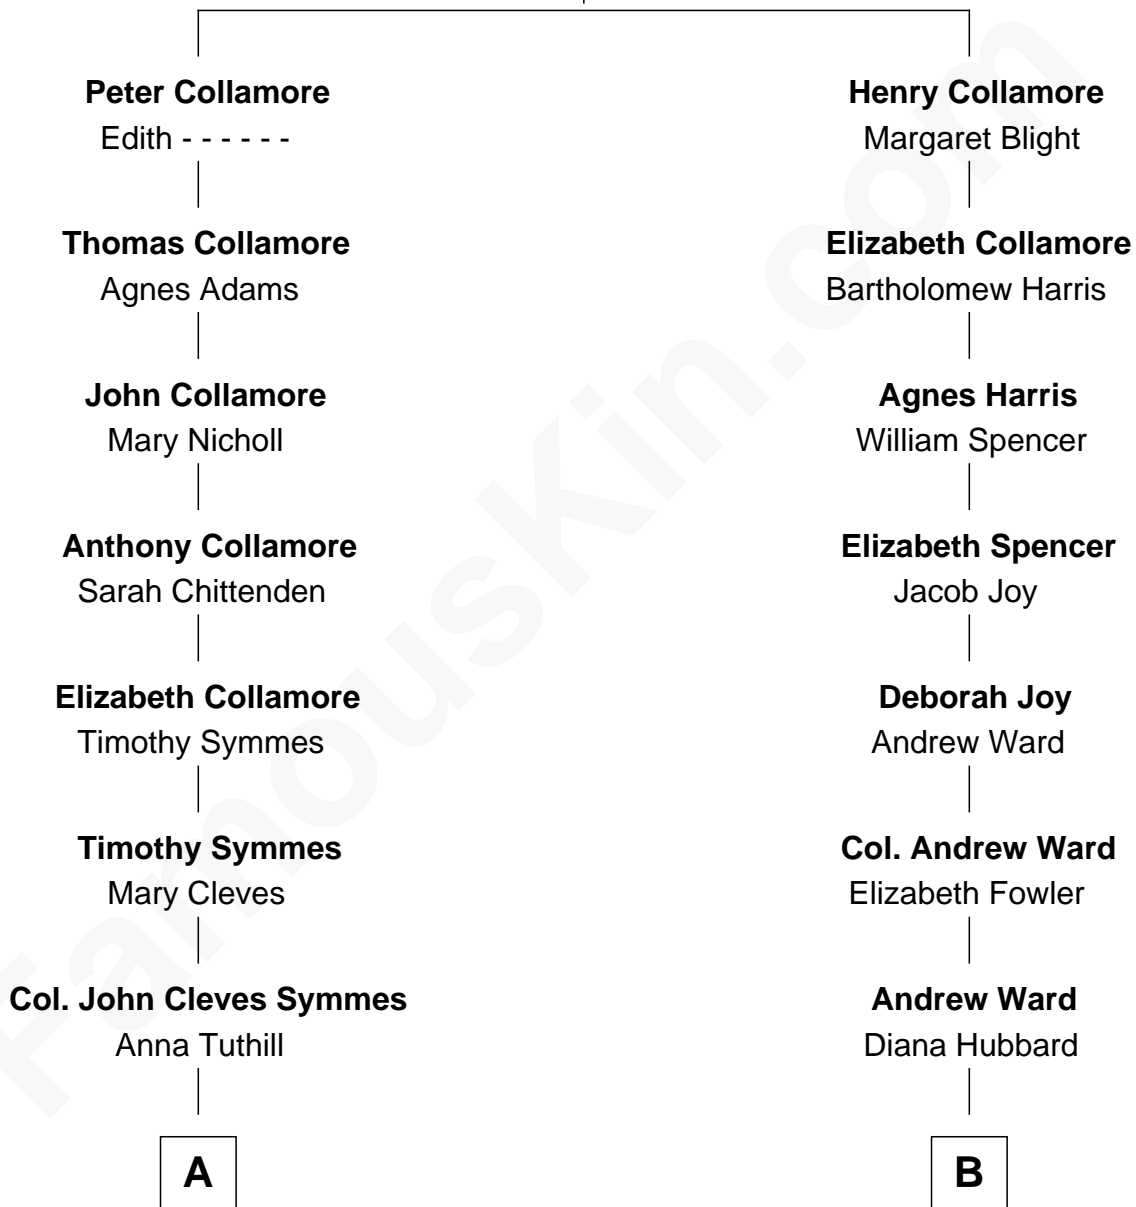 Peter Collamore
Edith - - - - - -
Thomas Collamore
Agnes Adams
John Collamore
Mary Nicholl
Anthony Collamore
Sarah Chittenden
Elizabeth Collamore
Timothy Symmes
Timothy Symmes
Mary Cleves
Col. John Cleves Symmes
Anna Tuthill
A
Henry Collamore
Margaret Blight
Elizabeth Collamore
Bartholomew Harris
Agnes Harris
William Spencer
Elizabeth Spencer
Jacob Joy
Deborah Joy
Andrew Ward
Col. Andrew Ward
Elizabeth Fowler
Andrew Ward
Diana Hubbard
B
FamousKin.com